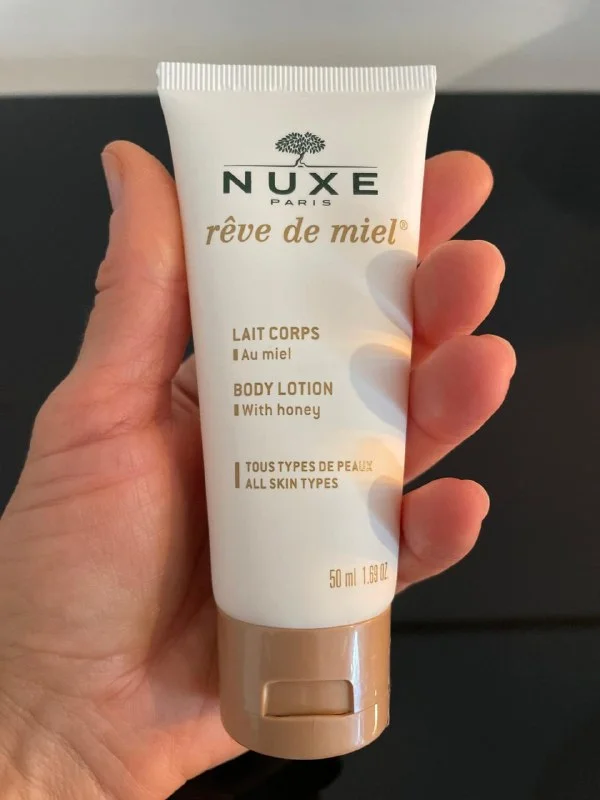 NUXE
PARIS
rêve de miel®
LAIT CORPS
Au miel
BODY LOTION
With honey
TOUS TYPES DE PEAUX
ALL SKIN TYPES
50 ml 1.69 OZ.